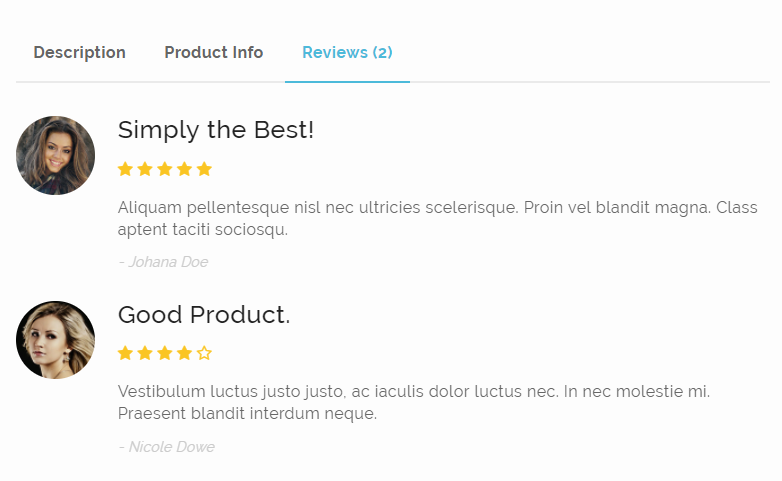 Description Product Info Reviews (2)
Simply the Best!
Aliquam pellentesque nisl nec ultricies scelerisque. Proin vel blandit magna. Class
aptent taciti sociosqu.
- Johana Doe
Good Product.
Vestibulum luctus justo justo, ac iaculis dolor luctus nec. In nec molestie mi.
Praesent blandit interdum neque.
- Nicole Dowe